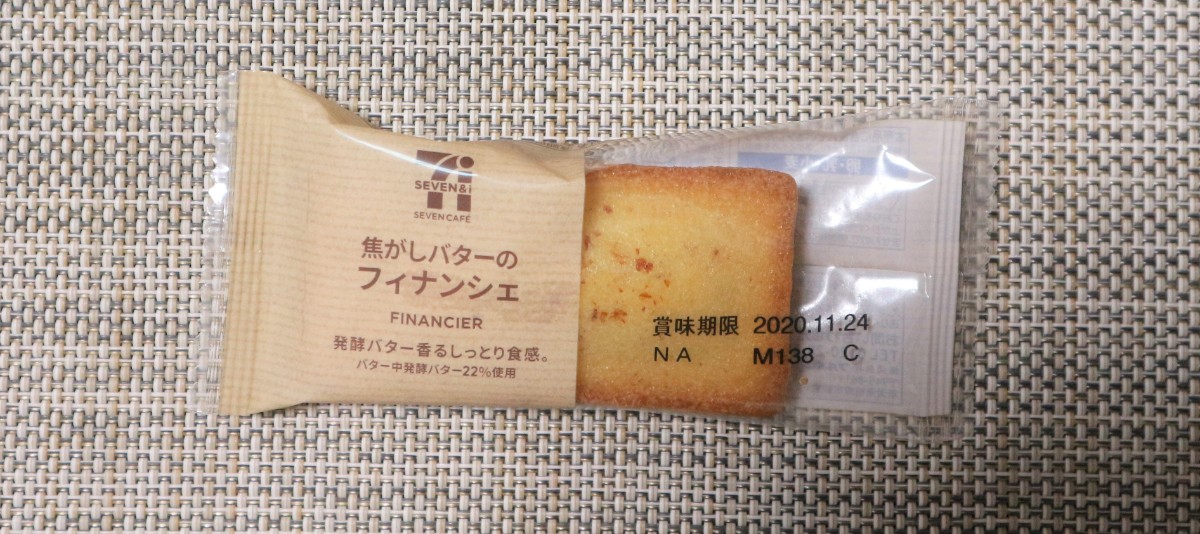 SEVEN&i
SEVEN CAFÉ
焦がしバターの
フィナンシェ
FINANCIER
発酵バター香るしっとり食感。
バター中発酵バター22%使用
賞味期限 2020.11.24
NA M138 C